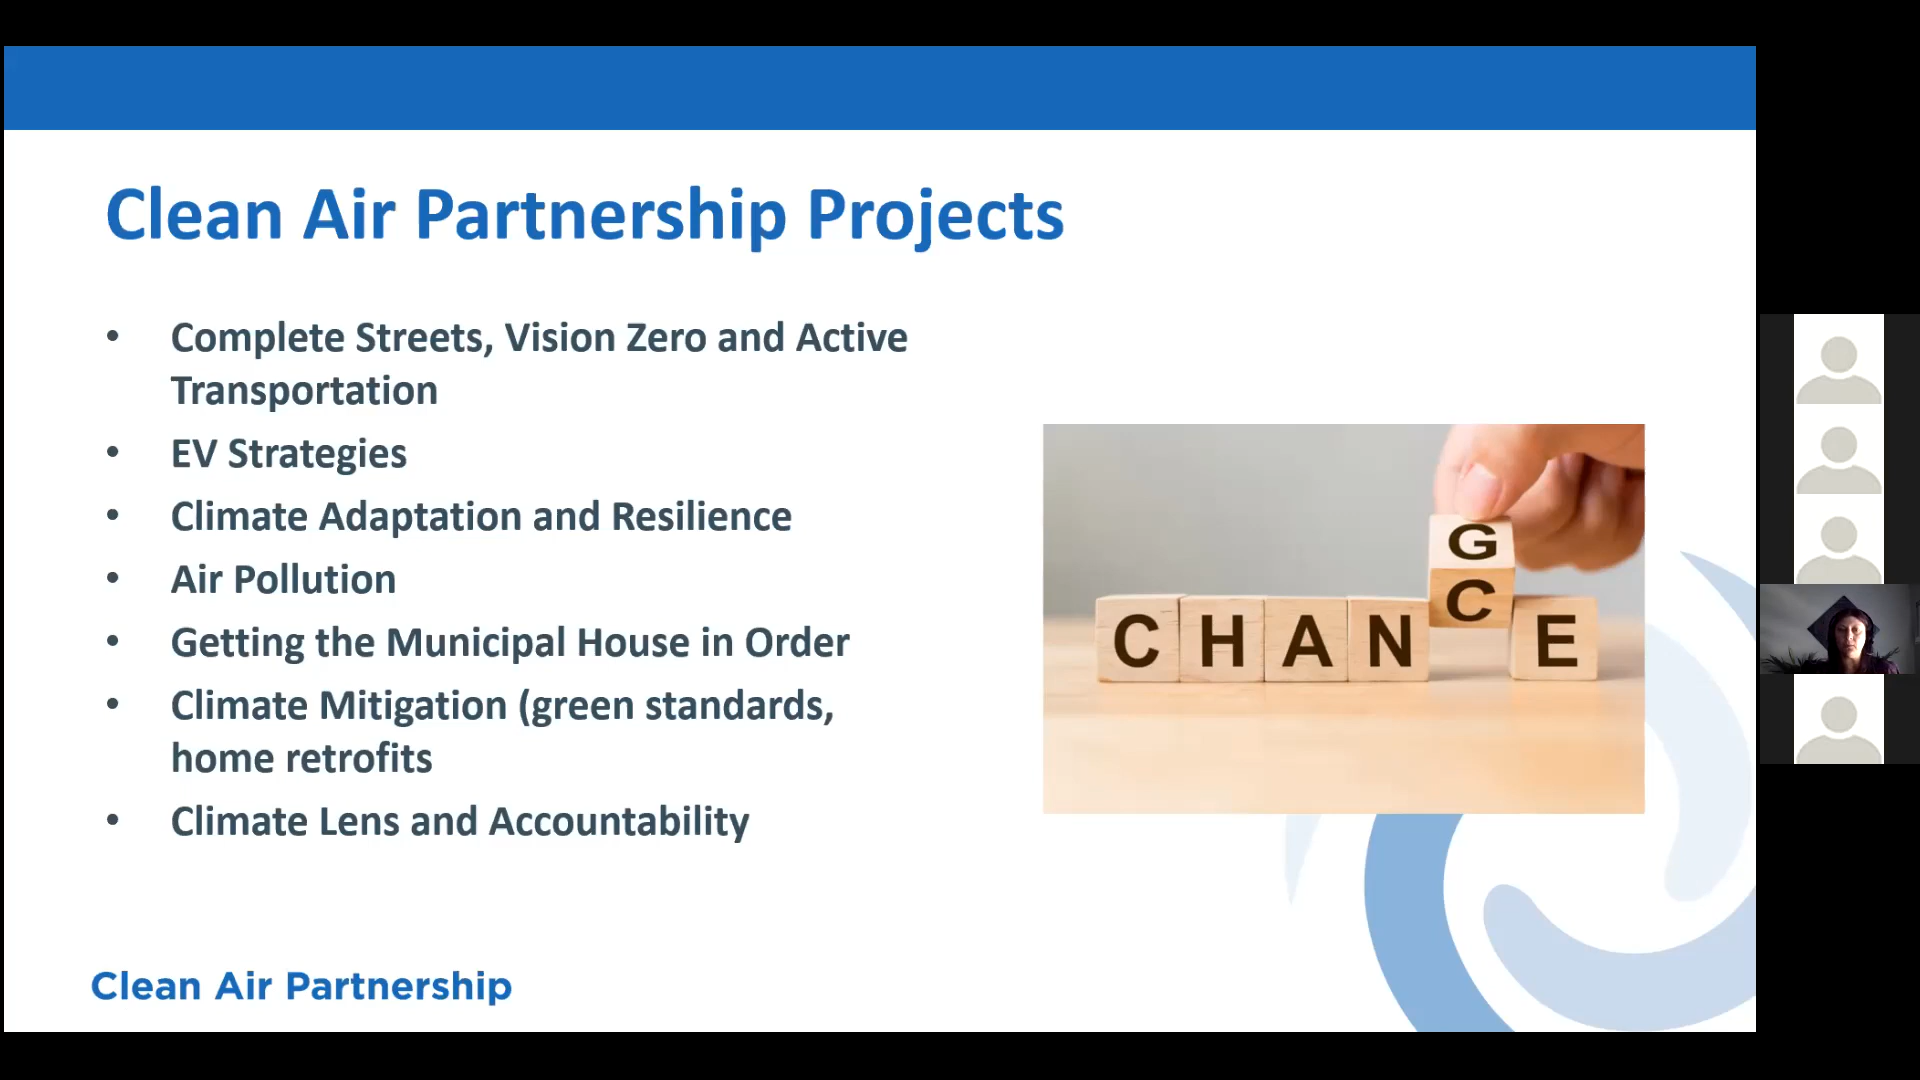 Clean Air Partnership Projects
• Complete Streets, Vision Zero and Active
Transportation
• EV Strategies
• Climate Adaptation and Resilience
• Air Pollution
• Getting the Municipal House in Order
• Climate Mitigation (green standards,
home retrofits
• Climate Lens and Accountability
G
C
C H A N E
Clean Air Partnership